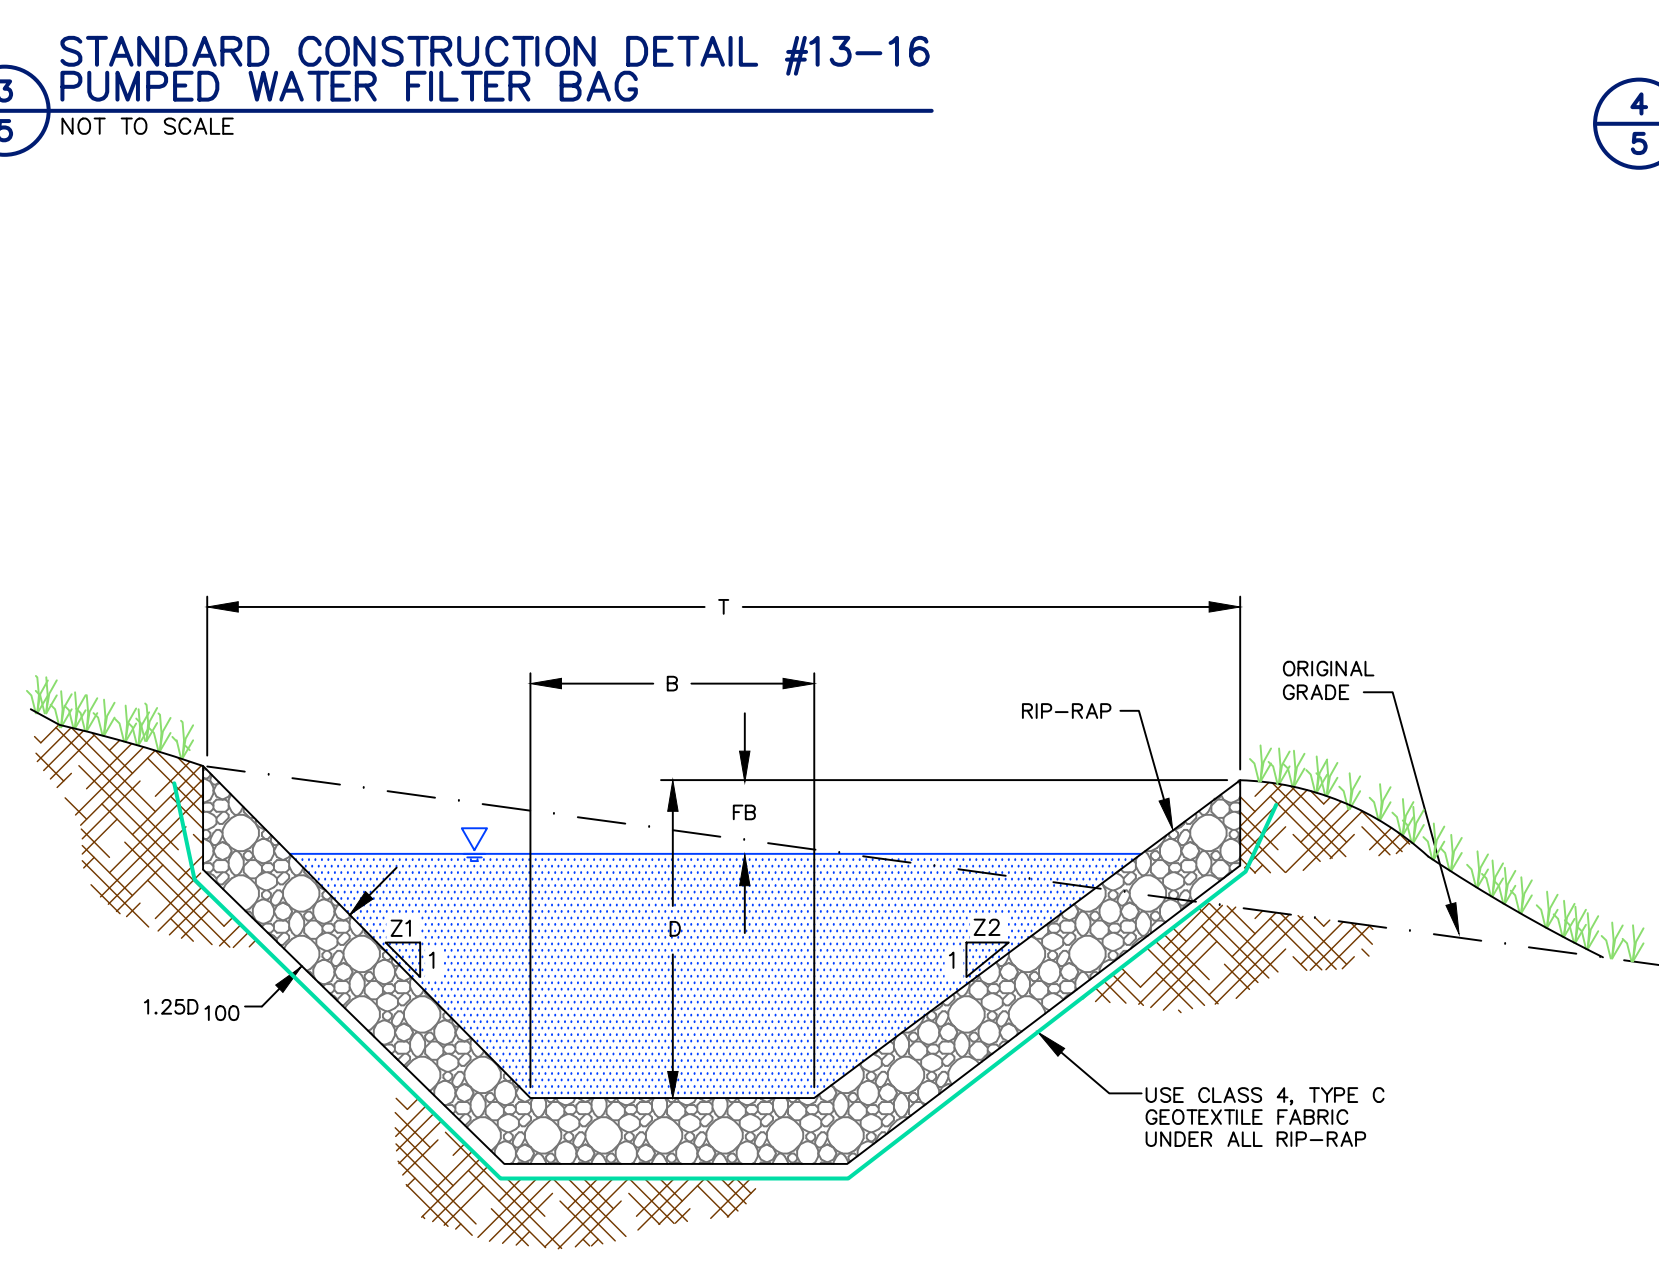 STANDARD CONSTRUCTION DETAIL #13-16
PUMPED WATER FILTER BAG
NOT TO SCALE
3
5
4
5
T
B
ORIGINAL
GRADE
RIP-RAP
FB
D
Z1
1
Z2
1
1.25D100
USE CLASS 4, TYPE C
GEOTEXTILE FABRIC
UNDER ALL RIP-RAP